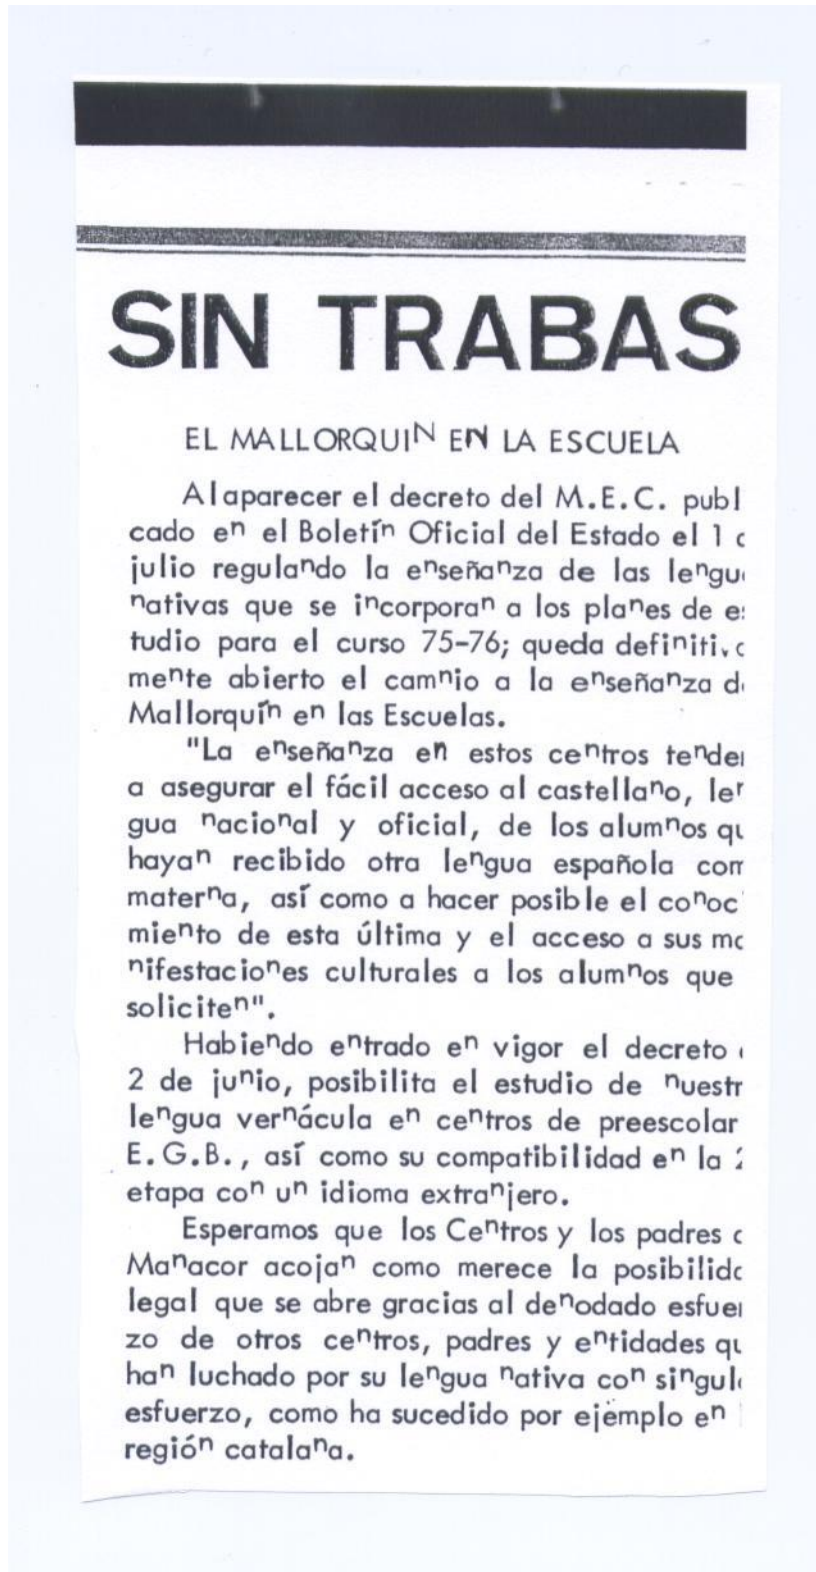 SIN TRABAS
EL MALLORQUIN EN LA ESCUELA
Al aparecer el decreto del M.E.C. publ
cado en el Boletín Oficial del Estado el 1
julio regulando la enseñanza de las lengu
nativas que se incorporan a los planes de es
tudio para el curso 75-76; queda definitiva
mente abierto el camnio a la enseñanza d
Mallorquín en las Escuelas.
"La enseñanza en estos centros tender
a asegurar el fácil acceso al castellano, len
gua nacional y oficial, de los alumnos qu
hayan recibido otra lengua española com
materna, así como a hacer posible el conoc
miento de esta última y el acceso a sus ma
nifestaciones culturales a los alumnos que
soliciten".
Habiendo entrado en vigor el decreto
2 de junio, posibilita el estudio de nuestr
lengua vernácula en centros de preescolar
E.G.B., así como su compatibilidad en la 2
etapa con un idioma extranjero.
Esperamos que los Centros y los padres
Manacor acojan como merece la posibilida
legal que se abre gracias al denodado esfuer
zo de otros centros, padres y entidades qu
han luchado por su lengua nativa con singul
esfuerzo, como ha sucedido por ejemplo en
región catalana.